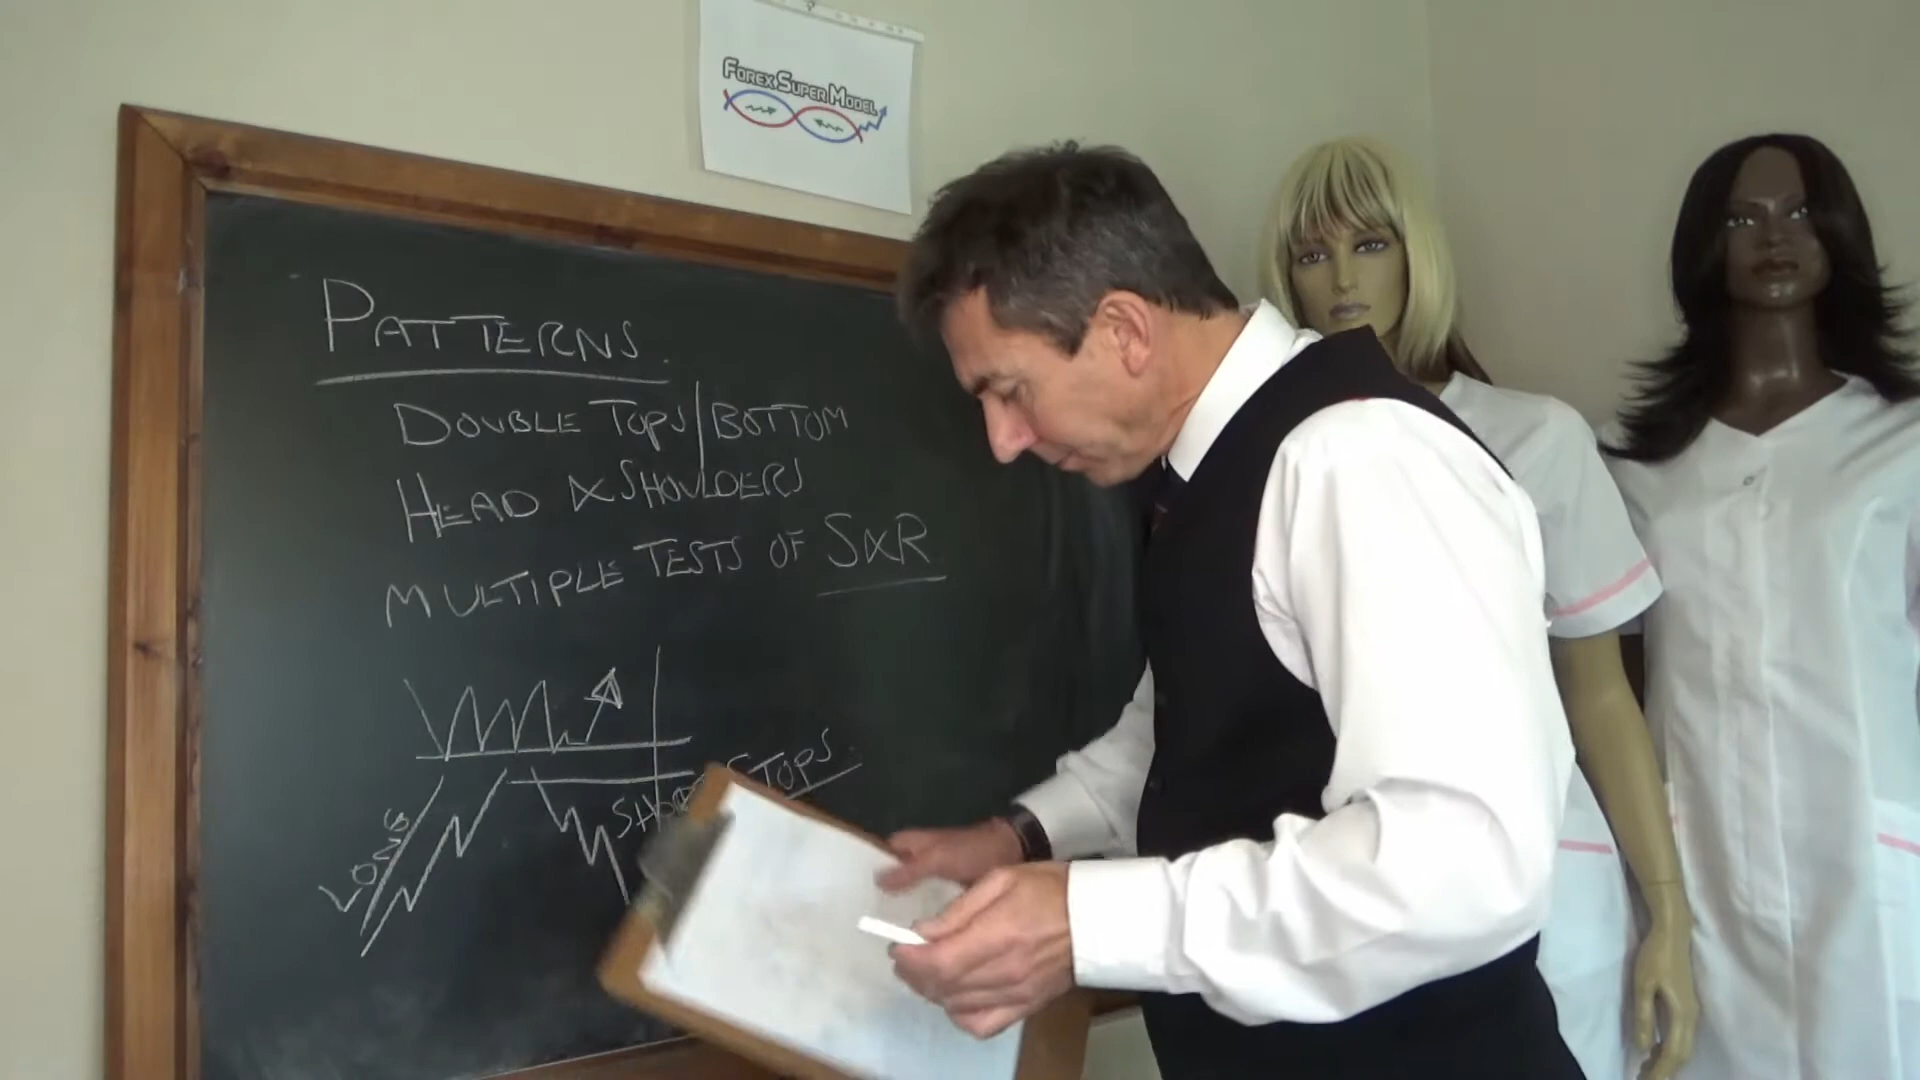 FOREX SUPER MODEL
PATTERNS.
DOUBLE TOPS/BOTTOM
HEAD & SHOULDERS
MULTIPLE TESTS OF S&R
STOPS.
LONG